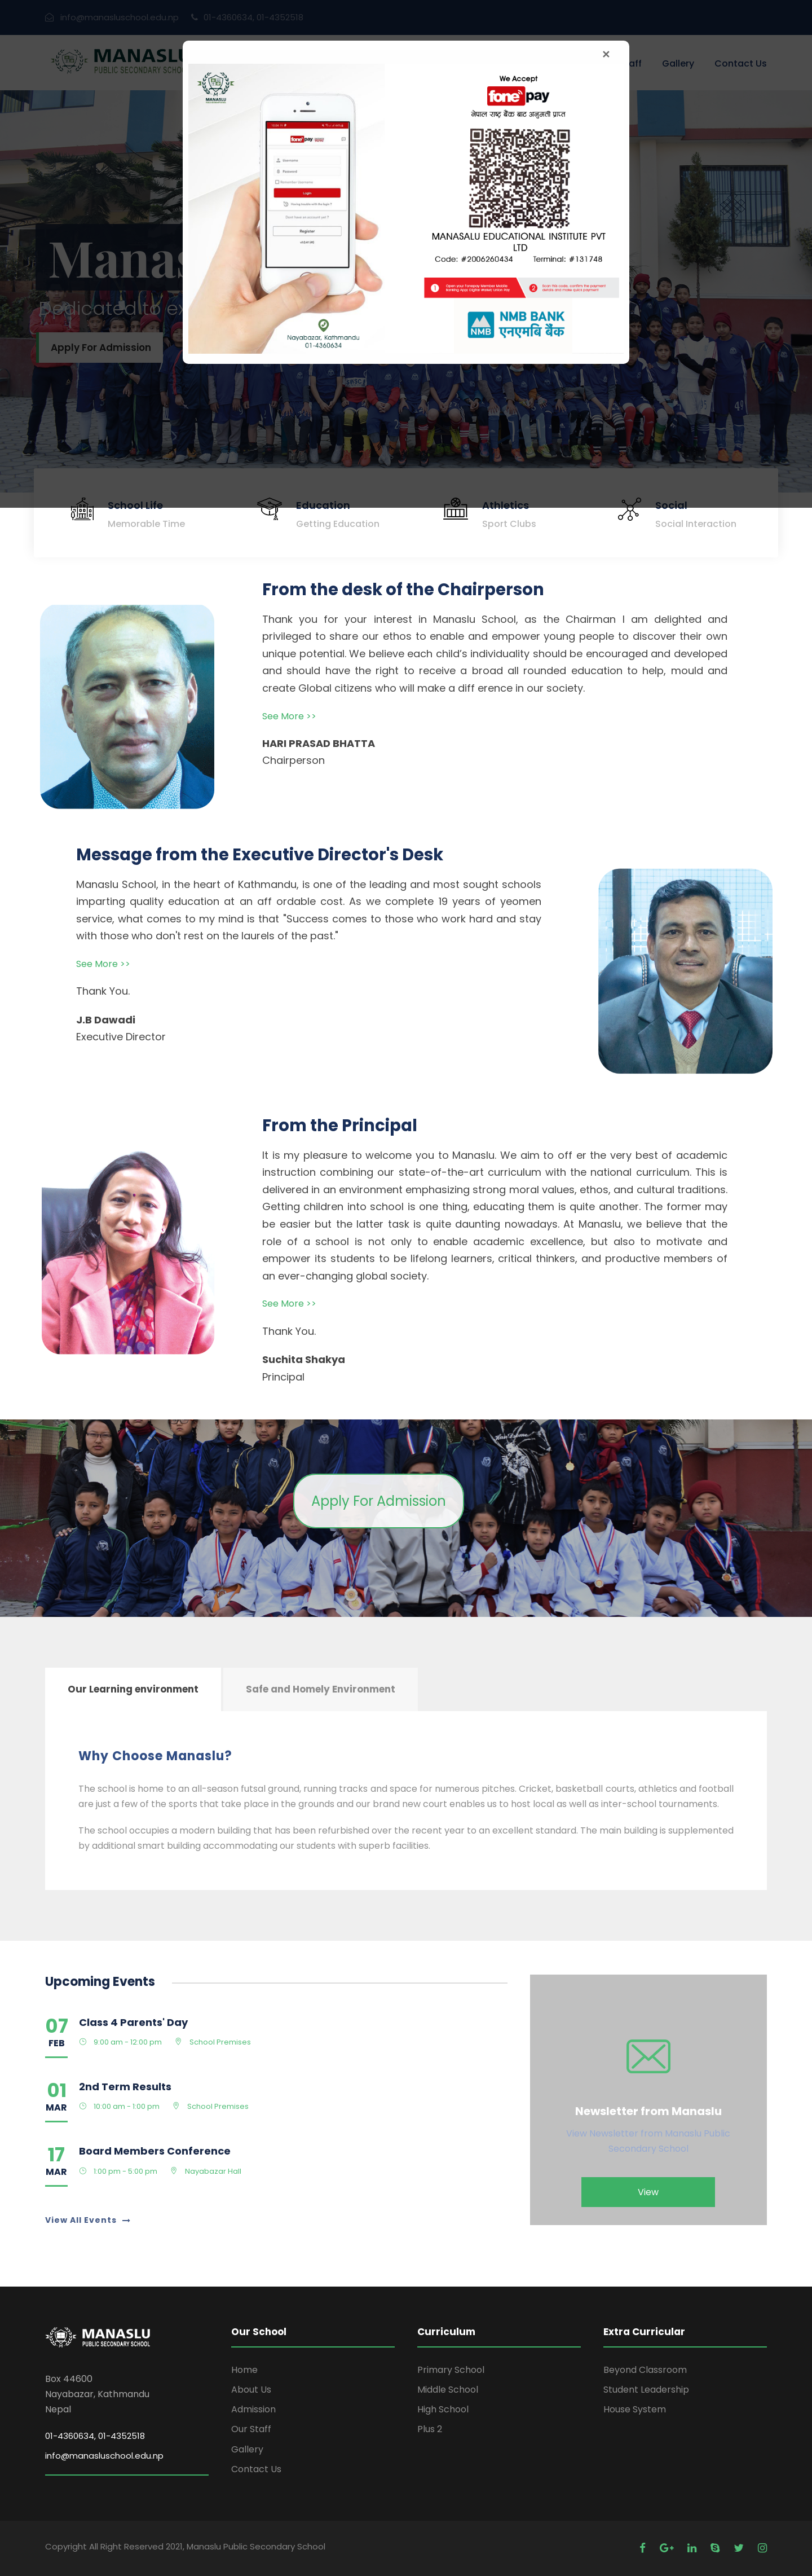 info@manasluschool.edu.np 01-4360634, 01-4352518
MANASLU
PUBLIC SECONDARY SCHOOL
Gallery Contact Us
×
MANASLU
We Accept
fonepay
नेपाल राष्ट्र बैंक बाट अनुमती प्राप्त
fonepay
Username
Password
Login
Register
MANASALU EDUCATIONAL INSTITUTE PVT
LTD
Code: #2006260434 Terminal: #131748
1
2
NMB BANK
एनएमबि बैंक
NMB
Nayabazar, Kathmandu
01-4360634
Manas
Dedicated to ex
Apply For Admission
School Life
Memorable Time
Education
Getting Education
Athletics
Sport Clubs
Social
Social Interaction
From the desk of the Chairperson
Thank you for your interest in Manaslu School, as the Chairman I am delighted and
privileged to share our ethos to enable and empower young people to discover their own
unique potential. We believe each child’s individuality should be encouraged and developed
and should have the right to receive a broad all rounded education to help, mould and
create Global citizens who will make a diff erence in our society.
See More >>
HARI PRASAD BHATTA
Chairperson
Message from the Executive Director's Desk
Manaslu School, in the heart of Kathmandu, is one of the leading and most sought schools
imparting quality education at an aff ordable cost. As we complete 19 years of yeomen
service, what comes to my mind is that "Success comes to those who work hard and stay
with those who don't rest on the laurels of the past."
See More >>
Thank You.
J.B Dawadi
Executive Director
From the Principal
It is my pleasure to welcome you to Manaslu. We aim to off er the very best of academic
instruction combining our state-of-the-art curriculum with the national curriculum. This is
delivered in an environment emphasizing strong moral values, ethos, and cultural traditions.
Getting children into school is one thing, educating them is quite another. The former may
be easier but the latter task is quite daunting nowadays. At Manaslu, we believe that the
role of a school is not only to enable academic excellence, but also to motivate and
empower its students to be lifelong learners, critical thinkers, and productive members of
an ever-changing global society.
See More >>
Thank You.
Suchita Shakya
Principal
Apply For Admission
Our Learning environment
Safe and Homely Environment
Why Choose Manaslu?
The school is home to an all-season futsal ground, running tracks and space for numerous pitches. Cricket, basketball courts, athletics and football
are just a few of the sports that take place in the grounds and our brand new court enables us to host local as well as inter-school tournaments.
The school occupies a modern building that has been refurbished over the recent year to an excellent standard. The main building is supplemented
by additional smart building accommodating our students with superb facilities.
Upcoming Events
07
FEB
Class 4 Parents' Day
9:00 am - 12:00 pm School Premises
01
MAR
2nd Term Results
10:00 am - 1:00 pm School Premises
17
MAR
Board Members Conference
1:00 pm - 5:00 pm Nayabazar Hall
View All Events
Newsletter from Manaslu
View Newsletter from Manaslu Public
Secondary School
View
MANASLU
PUBLIC SECONDARY SCHOOL
Box 44600
Nayabazar, Kathmandu
Nepal
01-4360634, 01-4352518
info@manasluschool.edu.np
Our School
Home
About Us
Admission
Our Staff
Gallery
Contact Us
Curriculum
Primary School
Middle School
High School
Plus 2
Extra Curricular
Beyond Classroom
Student Leadership
House System
Copyright All Right Reserved 2021, Manaslu Public Secondary School